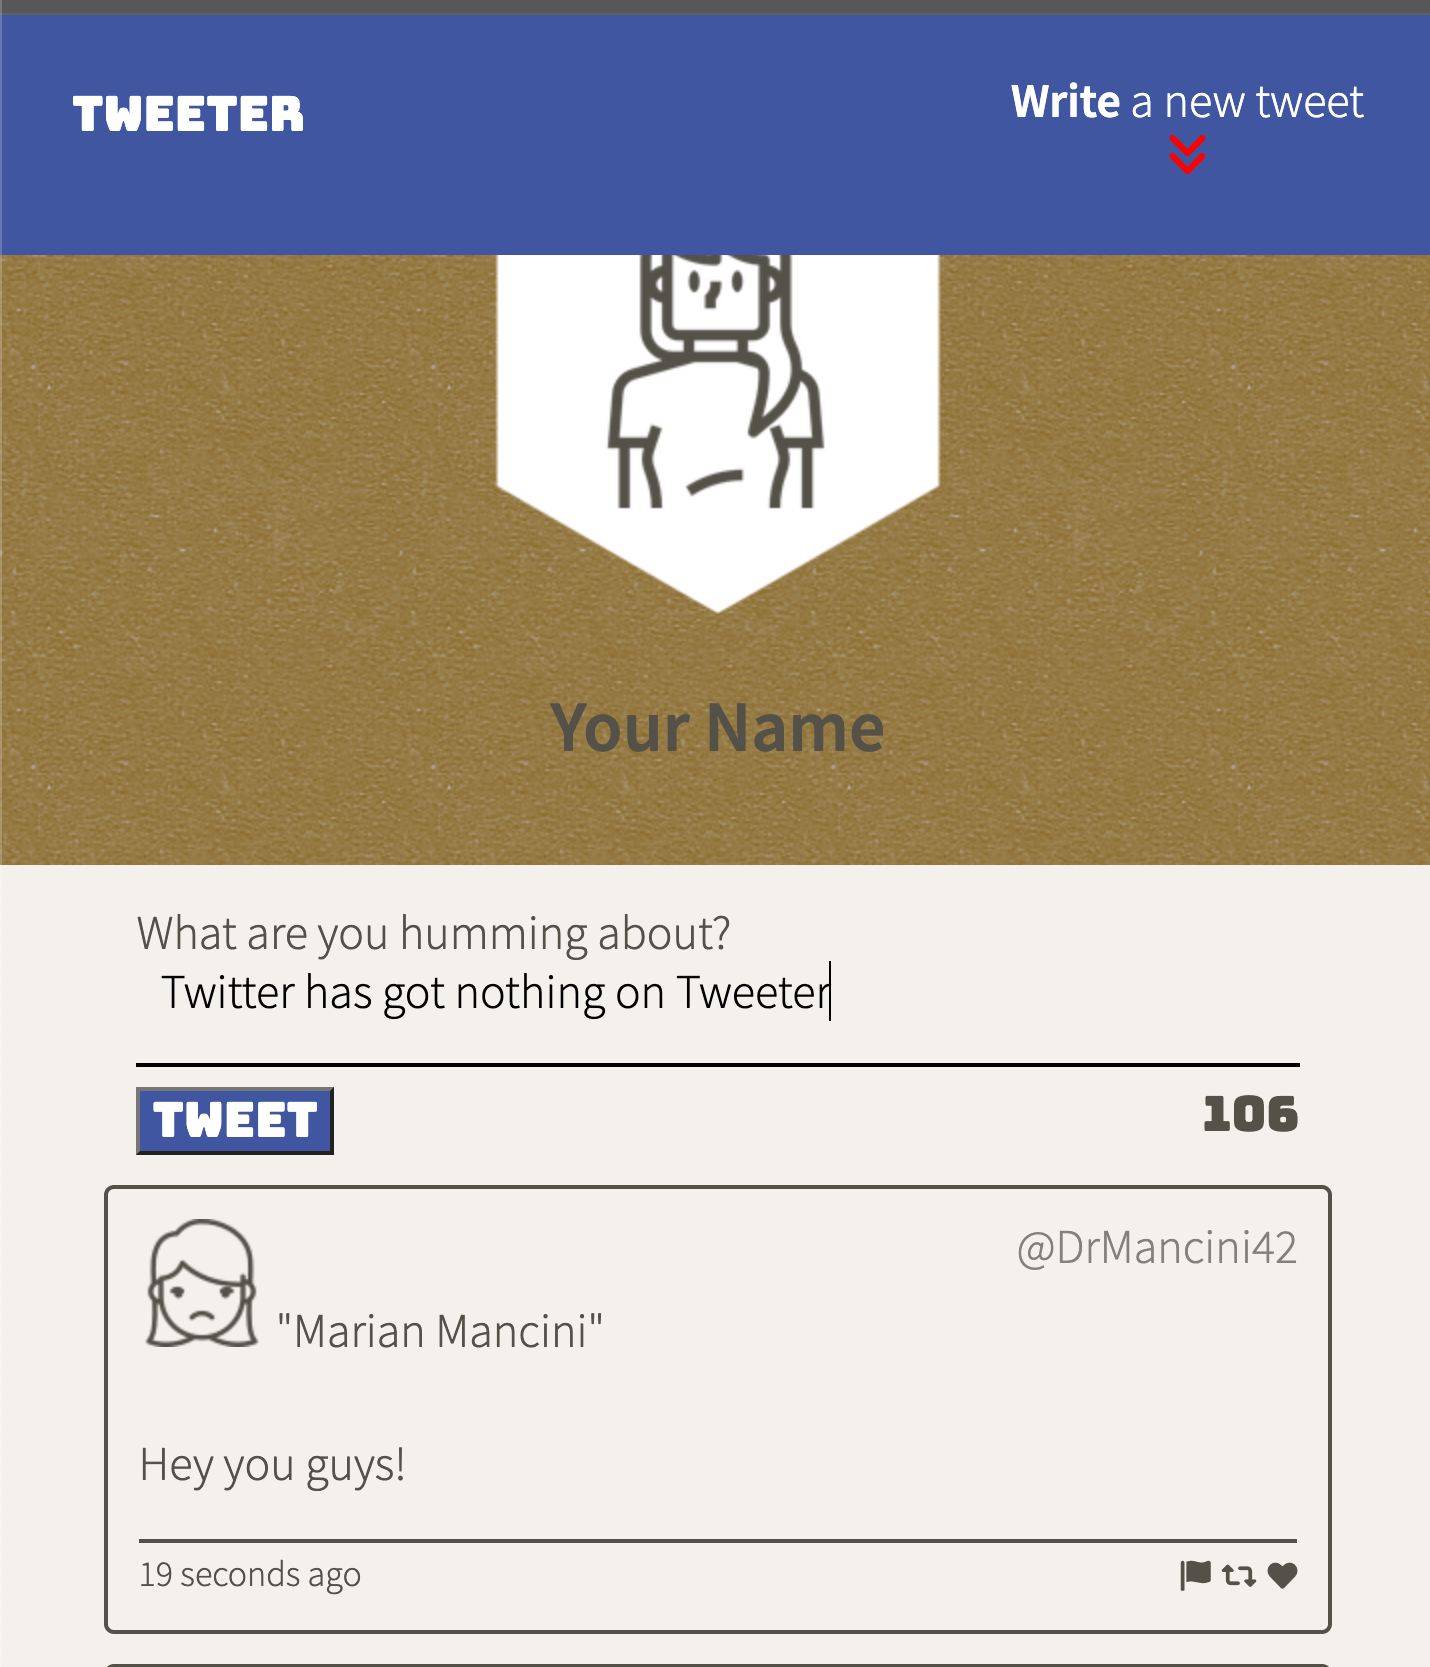 TWEETER
Write a new tweet
Your Name
What are you humming about?
Twitter has got nothing on Tweeter
TWEET
106
@DrMancini42
"Marian Mancini"
Hey you guys!
19 seconds ago